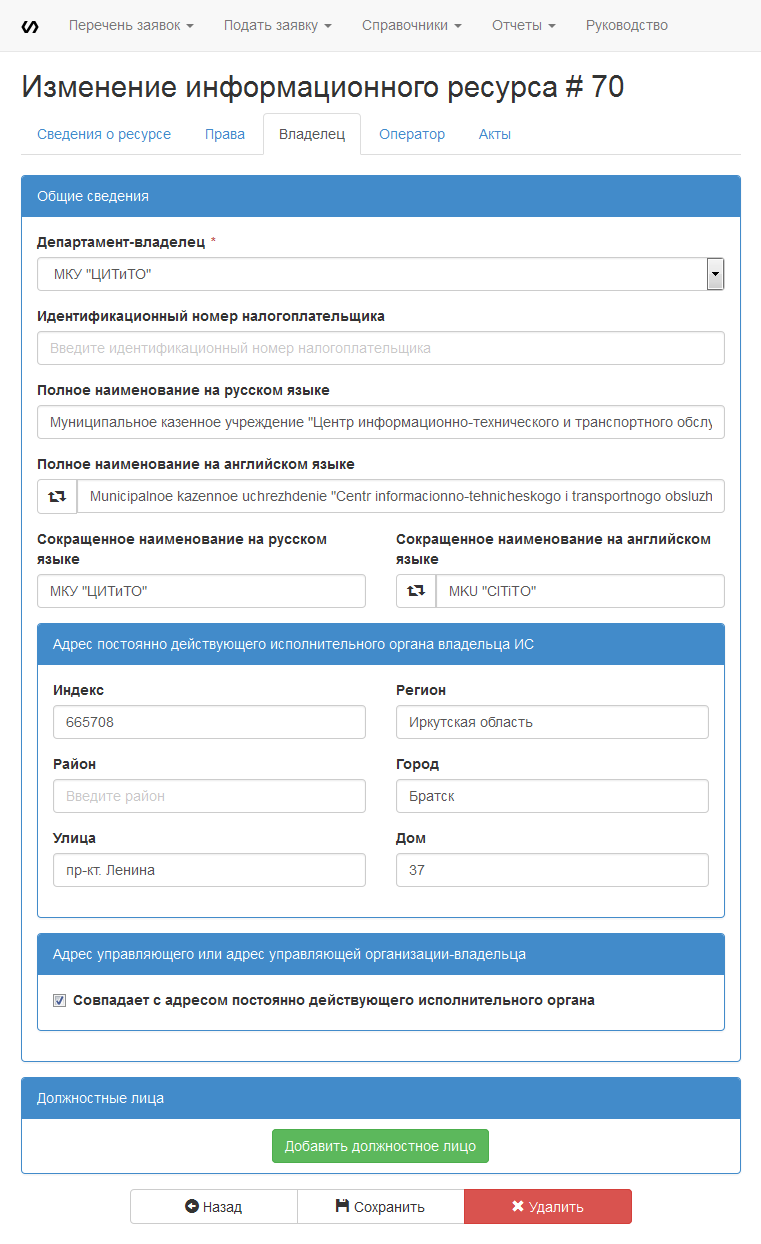 Перечень заявок Подать заявку Справочники Отчеты Руководство
Изменение информационного ресурса # 70
Сведения о ресурсе Права Владелец Оператор Акты
Общие сведения
Департамент-владелец *
МКУ "ЦИТиТО"
Идентификационный номер налогоплательщика
Введите идентификационный номер налогоплательщика
Полное наименование на русском языке
Муниципальное казенное учреждение "Центр информационно-технического и транспортного обслу
Полное наименование на английском языке
Municipalnoe kazennoe uchrezhdenie "Centr informacionno-tehnicheskogo i transportnogo obsluzh
Сокращенное наименование на русском языке
Сокращенное наименование на английском языке
МКУ "ЦИТиТО"
MKU "CITiTO"
Адрес постоянно действующего исполнительного органа владельца ИС
Индекс Регион
665708 Иркутская область
Район Город
Введите район Братск
Улица Дом
пр-кт. Ленина 37
Адрес управляющего или адрес управляющей организации-владельца
Совпадает с адресом постоянно действующего исполнительного органа
Должностные лица
Добавить должностное лицо
Назад Сохранить Удалить